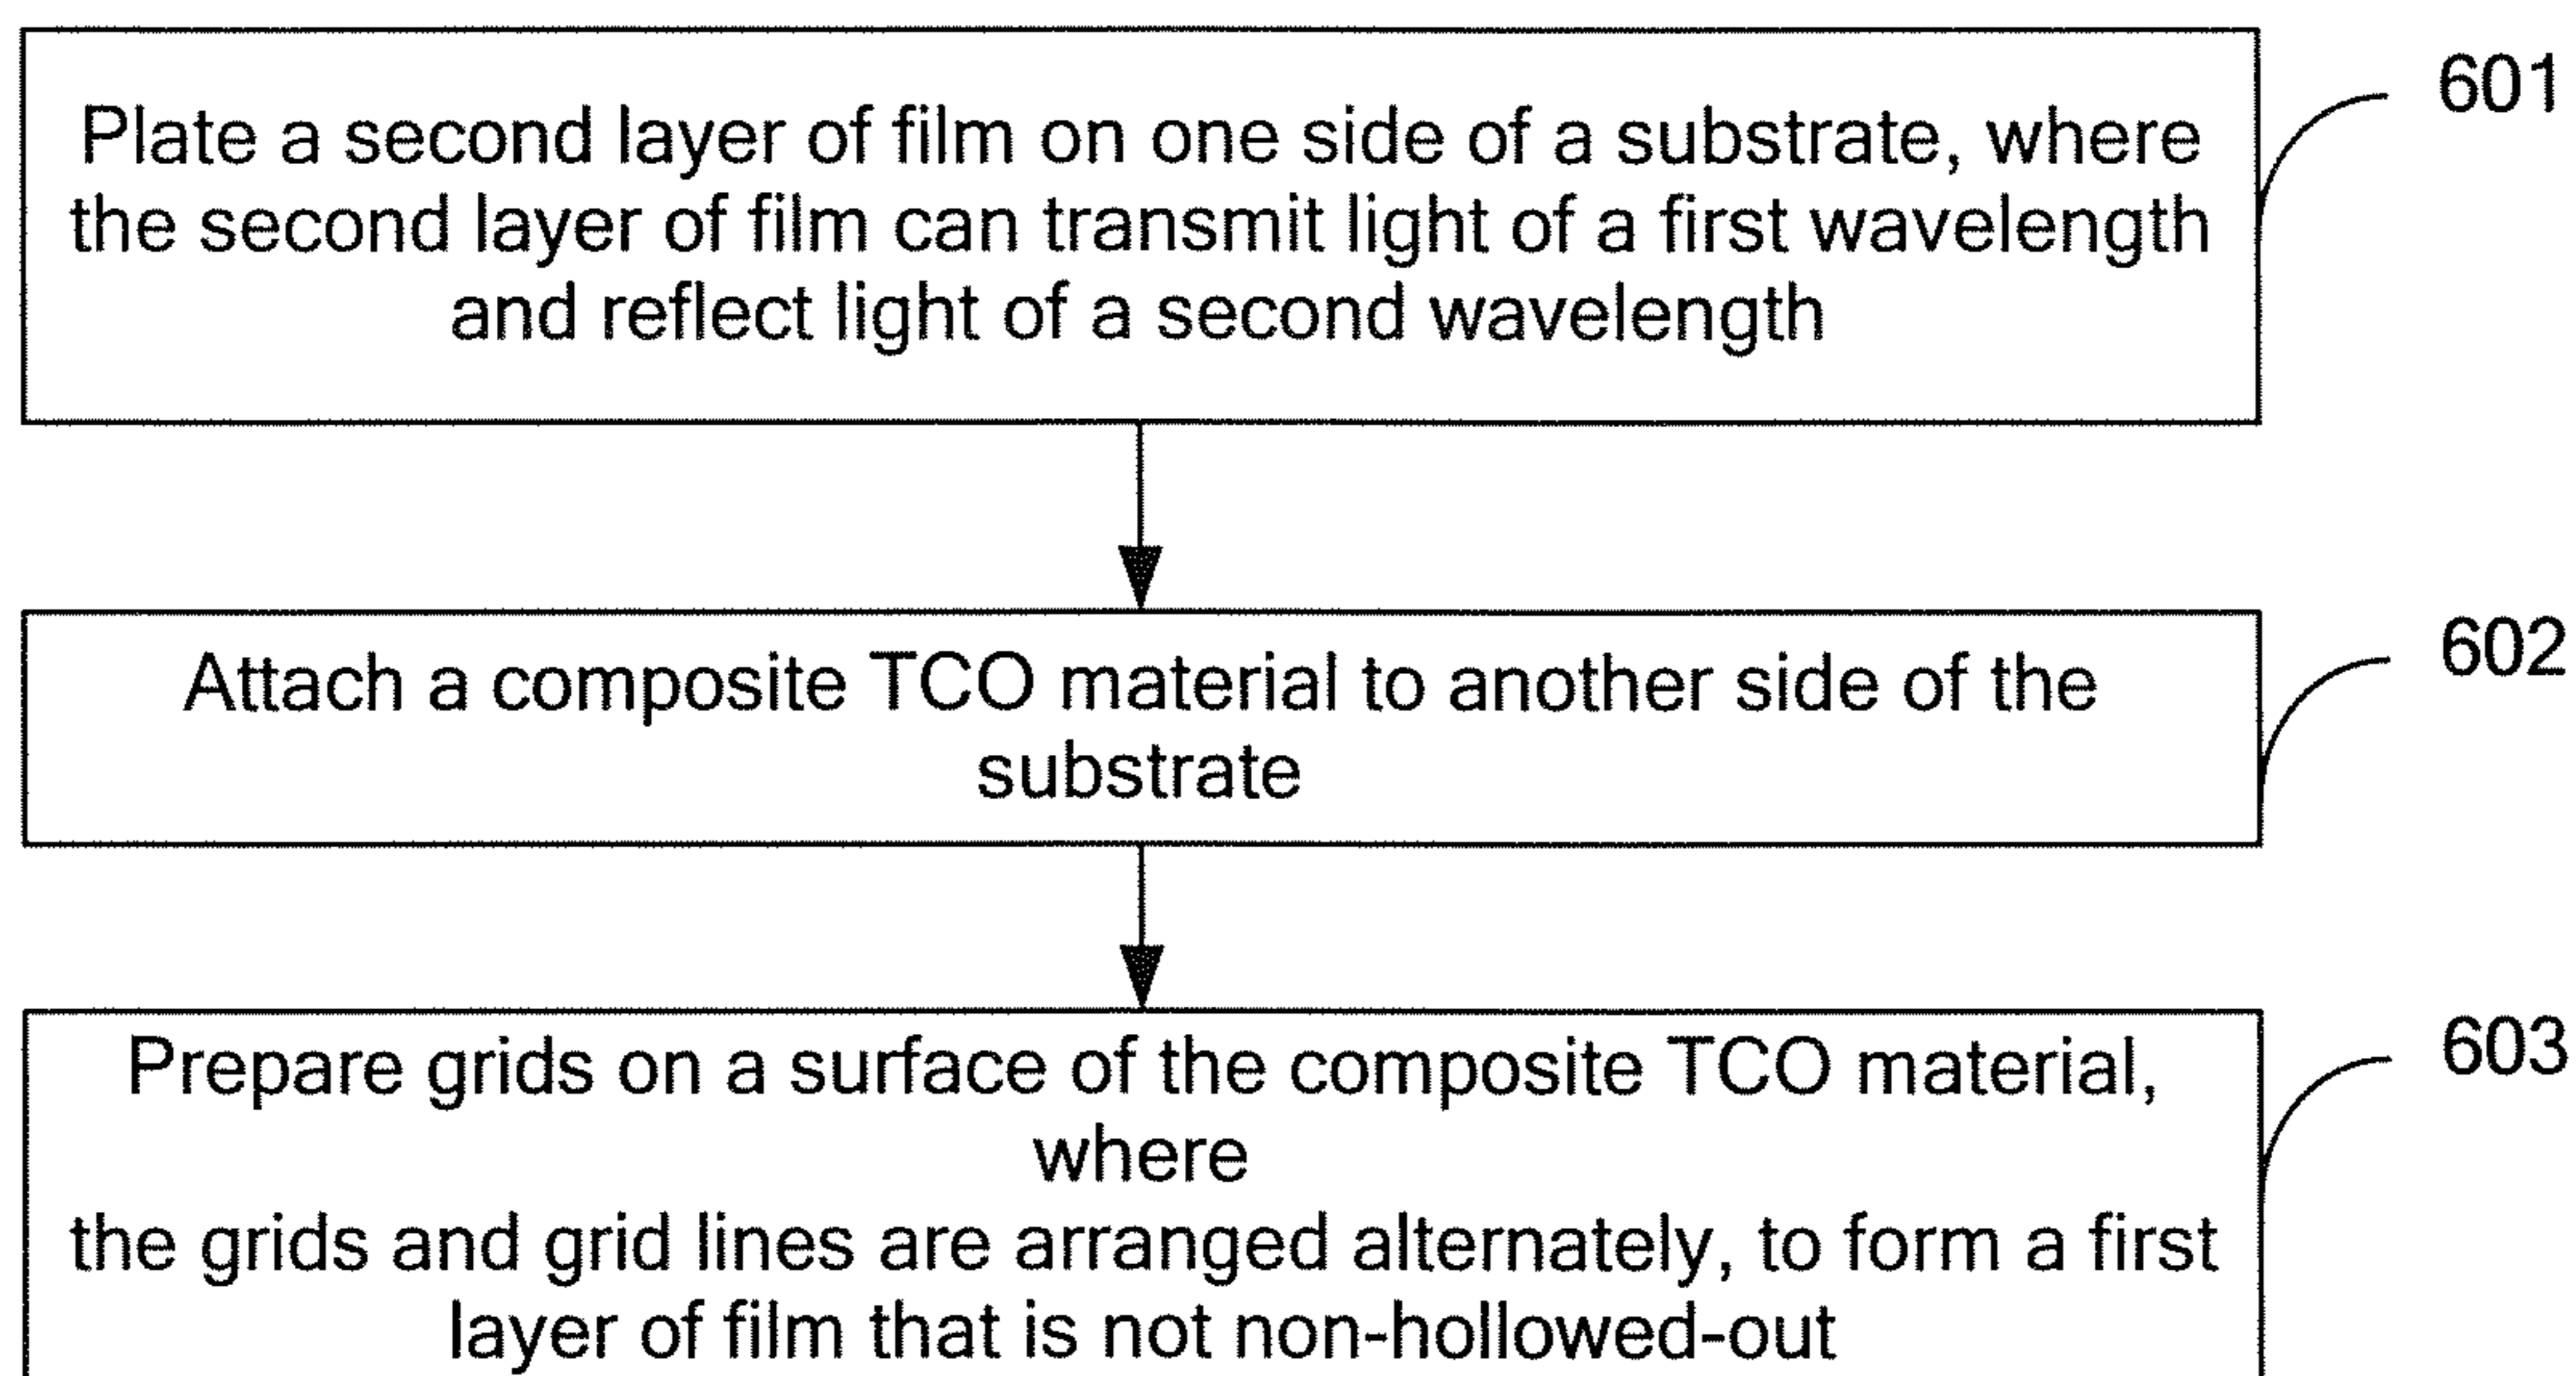 Plate a second layer of film on one side of a substrate, where
the second layer of film can transmit light of a first wavelength
and reflect light of a second wavelength
601
Attach a composite TCO material to another side of the
substrate
602
Prepare grids on a surface of the composite TCO material,
where
the grids and grid lines are arranged alternately, to form a first
layer of film that is not non-hollowed-out
603